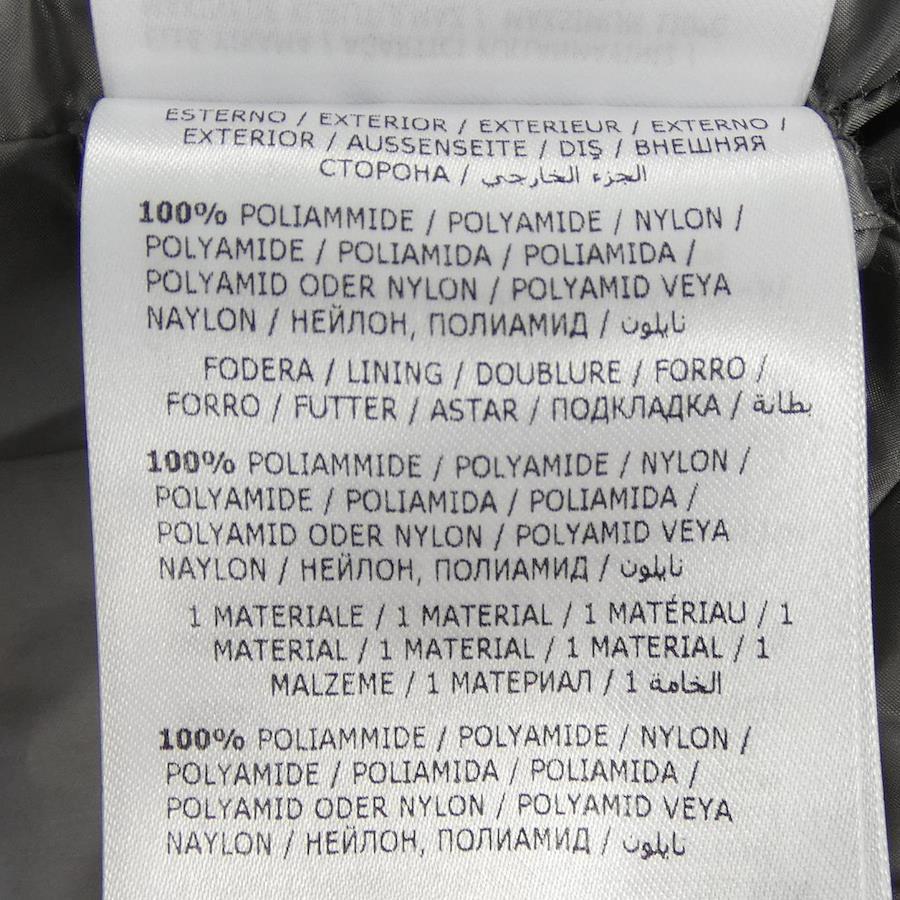 ESTERNO / EXTERIOR / EXTERIEUR / EXTERNO /
EXTERIOR / AUSSENSEITE / DIŞ / ВНЕШНЯЯ
СТОРОНА / الجزء الخارجي
100% POLIAMMIDE / POLYAMIDE / NYLON /
POLYAMIDE / POLIAMIDA / POLIAMIDA /
POLYAMID ODER NYLON / POLYAMID VEYA
NAYLON / НЕЙЛОН, ПОЛИАМИД / نايلون
FODERA / LINING / DOUBLURE / FORRO /
FORRO / FUTTER / ASTAR / ПОДКЛАДКА / بطانة
100% POLIAMMIDE / POLYAMIDE / NYLON /
POLYAMIDE / POLIAMIDA / POLIAMIDA /
POLYAMID ODER NYLON / POLYAMID VEYA
NAYLON / НЕЙЛОН, ПОЛИАМИД / نايلون
1 MATERIALE / 1 MATERIAL / 1 MATÉRIAU / 1
MATERIAL / 1 MATERIAL / 1 MATERIAL / 1
MALZEME / 1 МАТЕРИАЛ / 1 الخامة
100% POLIAMMIDE / POLYAMIDE / NYLON /
POLYAMIDE / POLIAMIDA / POLIAMIDA /
POLYAMID ODER NYLON / POLYAMID VEYA
NAYLON / НЕЙЛОН, ПОЛИАМИД / نايلون